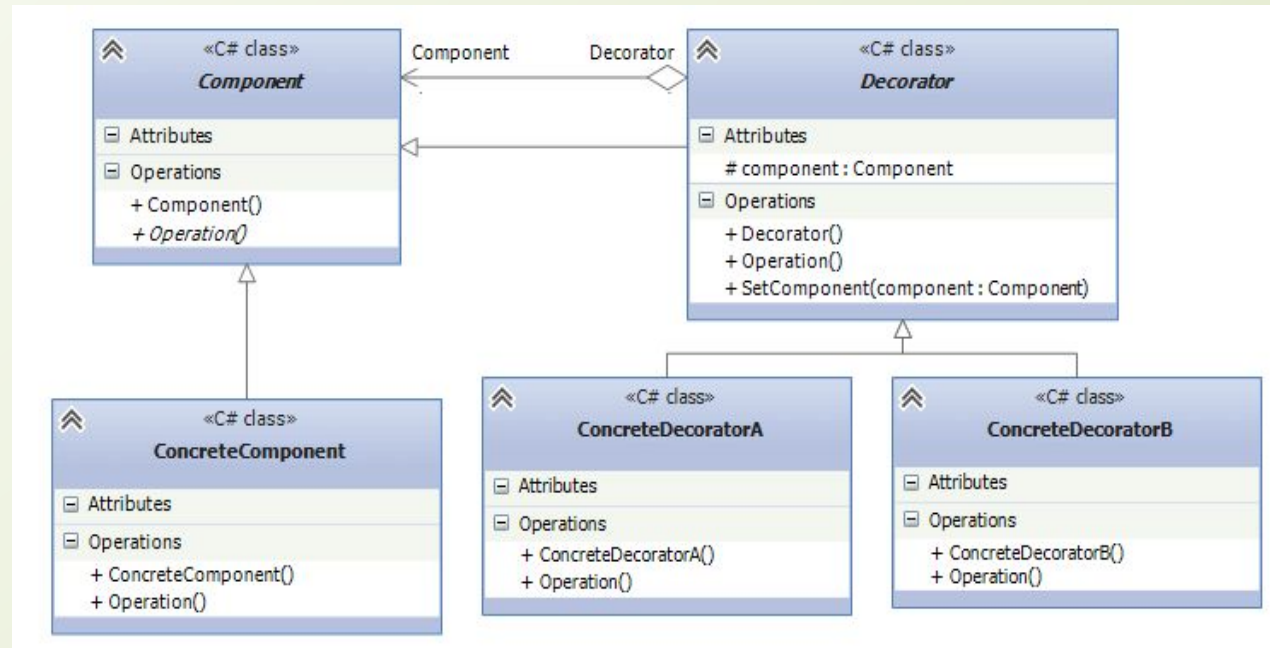 «C# class»
Component
Attributes
Operations
+ Component()
+ Operation()
Component
Decorator
«C# class»
Decorator
Attributes
# component : Component
Operations
+ Decorator()
+ Operation()
+ SetComponent(component : Component)
«C# class»
ConcreteComponent
Attributes
Operations
+ ConcreteComponent()
+ Operation()
«C# class»
ConcreteDecoratorA
Attributes
Operations
+ ConcreteDecoratorA()
+ Operation()
«C# class»
ConcreteDecoratorB
Attributes
Operations
+ ConcreteDecoratorB()
+ Operation()